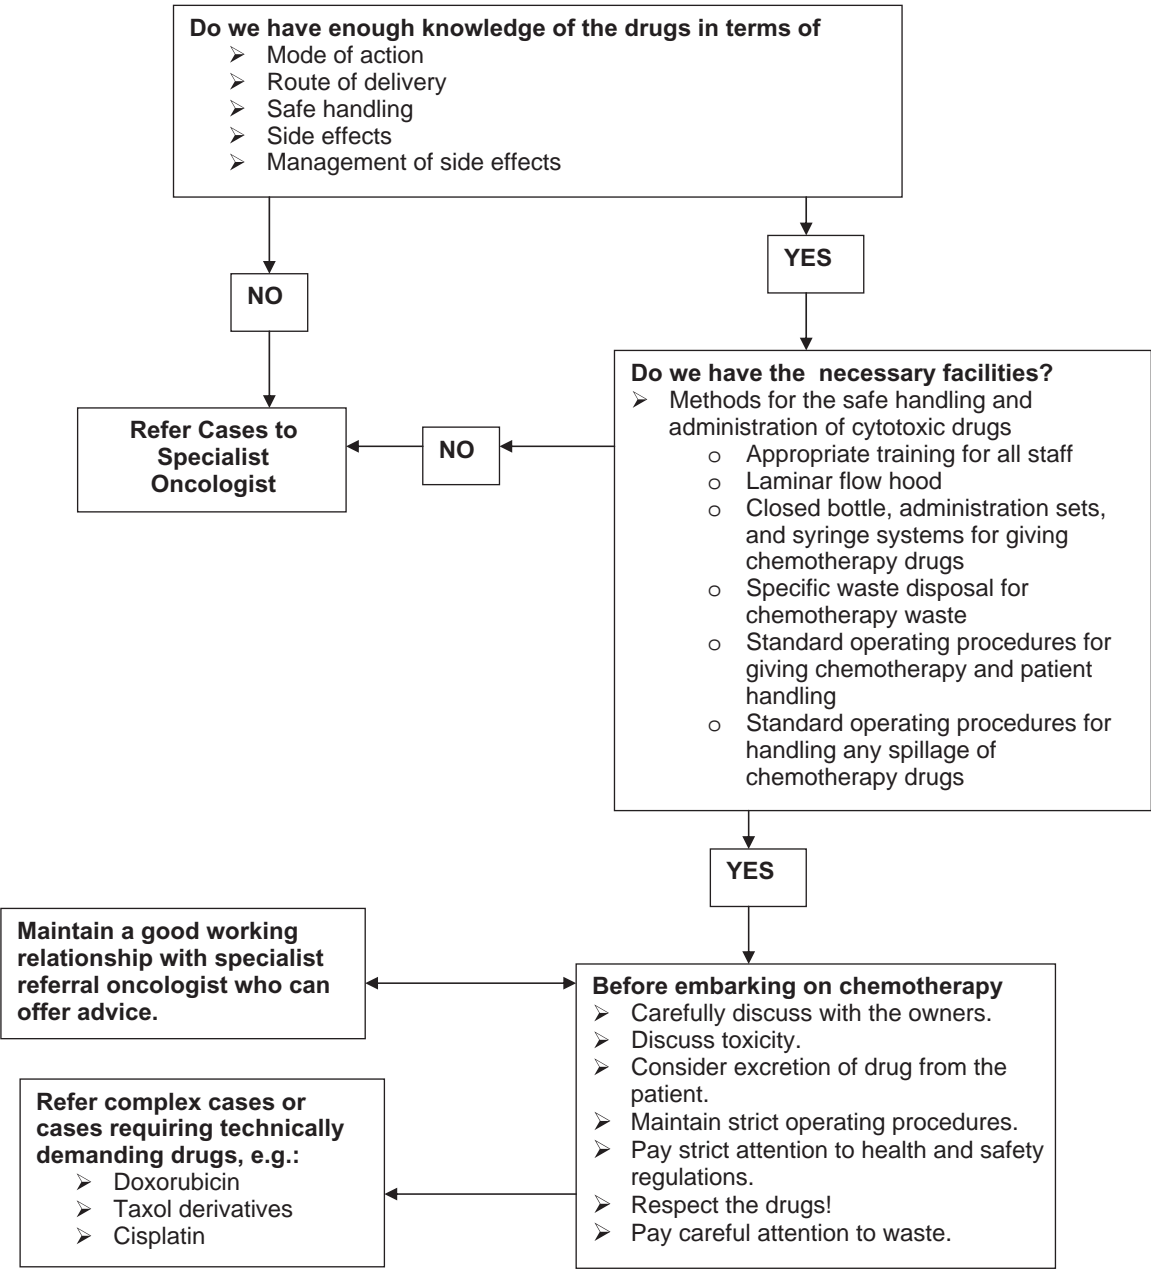 Do we have enough knowledge of the drugs in terms of
➢ Mode of action
➢ Route of delivery
➢ Safe handling
➢ Side effects
➢ Management of side effects
NO
YES
Refer Cases to
Specialist
Oncologist
NO
Do we have the necessary facilities?
➢ Methods for the safe handling and
administration of cytotoxic drugs
o Appropriate training for all staff
o Laminar flow hood
o Closed bottle, administration sets,
and syringe systems for giving
chemotherapy drugs
o Specific waste disposal for
chemotherapy waste
o Standard operating procedures for
giving chemotherapy and patient
handling
o Standard operating procedures for
handling any spillage of
chemotherapy drugs
YES
Maintain a good working
relationship with specialist
referral oncologist who can
offer advice.
Before embarking on chemotherapy
➢ Carefully discuss with the owners.
➢ Discuss toxicity.
➢ Consider excretion of drug from the
patient.
➢ Maintain strict operating procedures.
➢ Pay strict attention to health and safety
regulations.
➢ Respect the drugs!
➢ Pay careful attention to waste.
Refer complex cases or
cases requiring technically
demanding drugs, e.g.:
➢ Doxorubicin
➢ Taxol derivatives
➢ Cisplatin